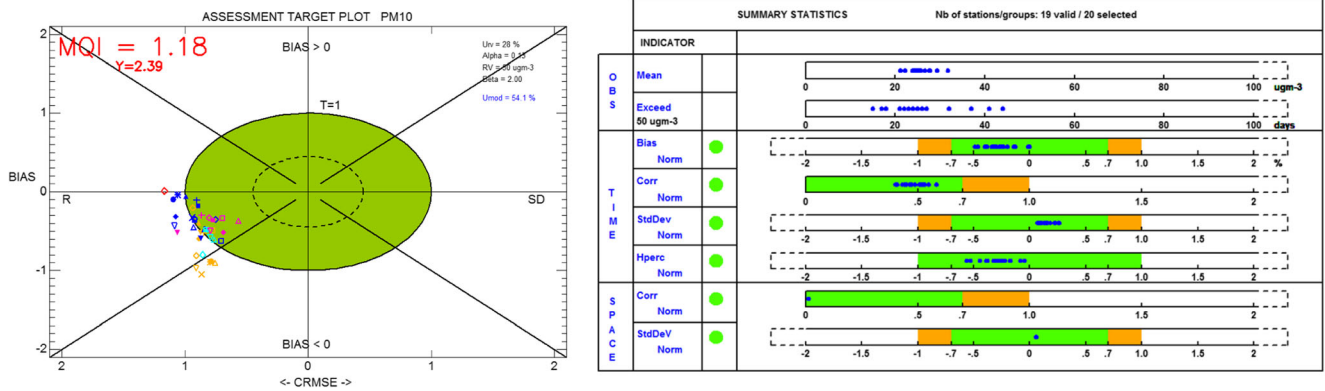 ASSESSMENT TARGET PLOT PM10
MQI = 1.18
Y=2.39
BIAS > 0
Urv = 28 %
Alpha = 0.13
RV = 50 ugm-3
Beta = 2.00
Umod = 54.1 %
T=1
2
1
0
-1
-2
BIAS
R
SD
BIAS < 0
2 1 0 1 2
<- CRMSE ->
SUMMARY STATISTICS Nb of stations/groups: 19 valid / 20 selected
INDICATOR
OBS
Mean
0 20 40 60 80 100 ugm-3
Exceed
50 ugm-3
0 20 40 60 80 100 days
TIME
Bias
Norm
-2 -1.5 -1 -.7 -.5 0 .5 .7 1.0 1.5 2 %
Corr
Norm
0 .5 .7 1.0 1.5 2
StdDev
Norm
-2 -1.5 -1 -.7 -.5 0 .5 .7 1.0 1.5 2
Hperc
Norm
-2 -1.5 -1 -.7 -.5 0 .5 .7 1.0 1.5 2
SPACE
Corr
Norm
0 .5 .7 1.0 1.5 2
StdDeV
Norm
-2 -1.5 -1 -.7 -.5 0 .5 .7 1.0 1.5 2